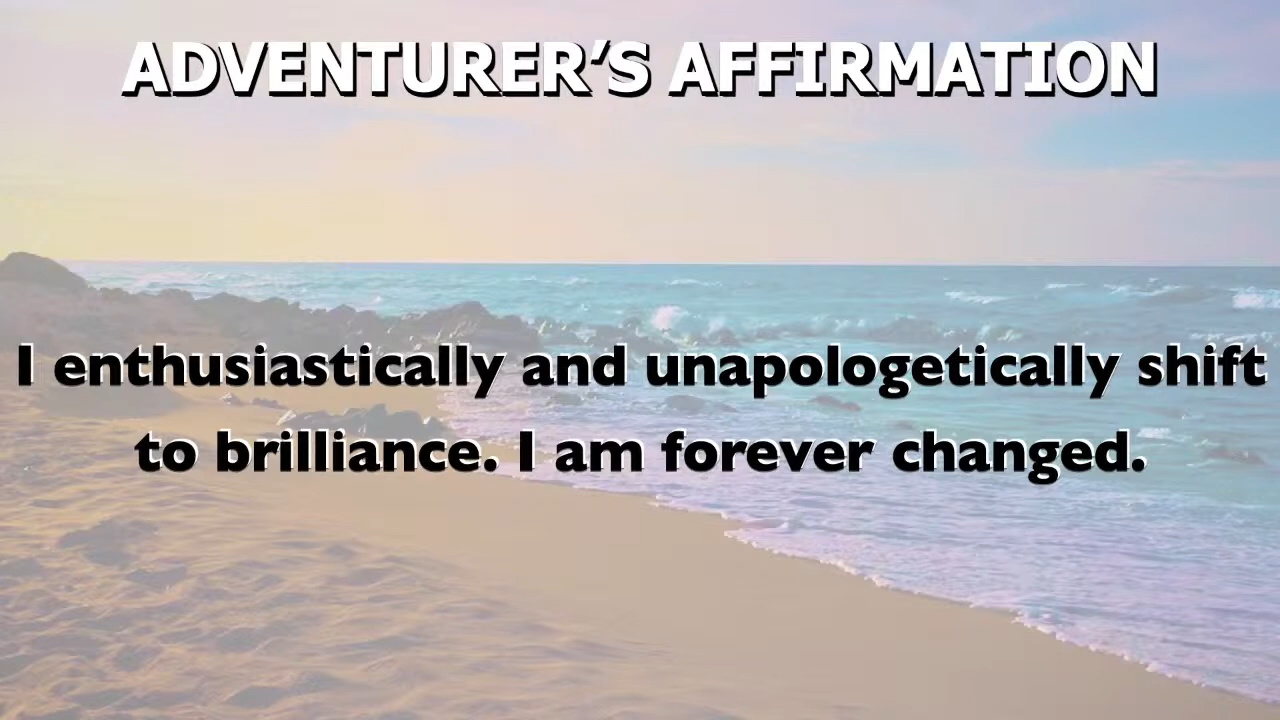 ADVENTURER’S AFFIRMATION
I enthusiastically and unapologetically shift
to brilliance. I am forever changed.